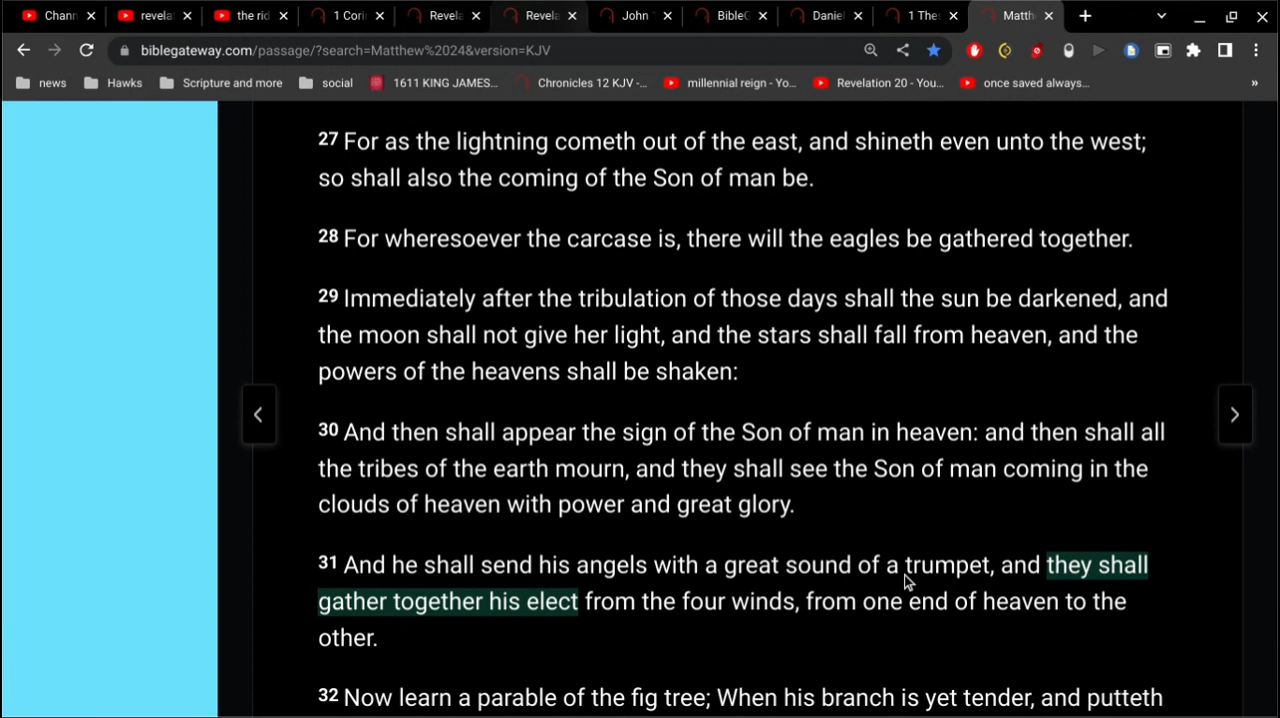 Chann
revela
the rid
1 Cori
Revela
Revela
John
BibleG
Daniel
1 Thes
Matth
biblegateway.com/passage/?search=Matthew%2024&version=KJV
news
Hawks
Scripture and more
social
1611 KING JAMES...
Chronicles 12 KJV -...
millennial reign - Yo...
Revelation 20 - You...
once saved always...
»
27 For as the lightning cometh out of the east, and shineth even unto the west;
so shall also the coming of the Son of man be.
28 For wheresoever the carcase is, there will the eagles be gathered together.
29 Immediately after the tribulation of those days shall the sun be darkened, and
the moon shall not give her light, and the stars shall fall from heaven, and the
powers of the heavens shall be shaken:
30 And then shall appear the sign of the Son of man in heaven: and then shall all
the tribes of the earth mourn, and they shall see the Son of man coming in the
clouds of heaven with power and great glory.
31 And he shall send his angels with a great sound of a trumpet, and they shall
gather together his elect from the four winds, from one end of heaven to the
other.
32 Now learn a parable of the fig tree; When his branch is yet tender, and putteth